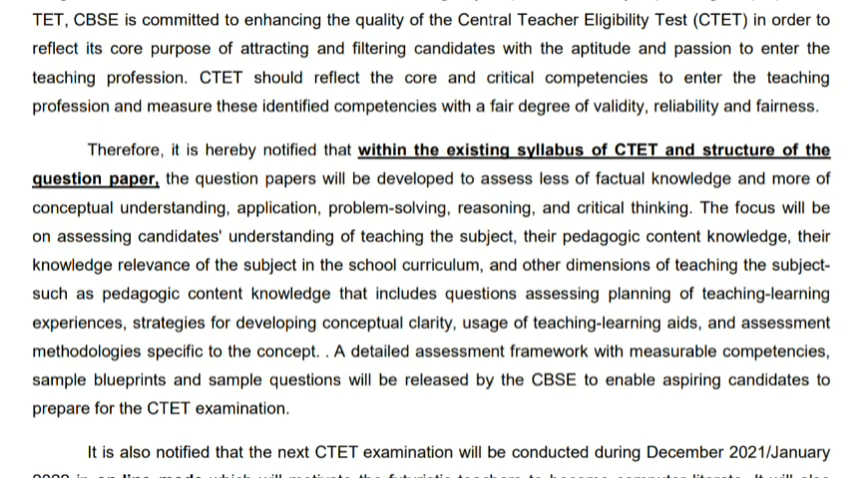 TET, CBSE is committed to enhancing the quality of the Central Teacher Eligibility Test (CTET) in order to
reflect its core purpose of attracting and filtering candidates with the aptitude and passion to enter the
teaching profession. CTET should reflect the core and critical competencies to enter the teaching
profession and measure these identified competencies with a fair degree of validity, reliability and fairness.
Therefore, it is hereby notified that within the existing syllabus of CTET and structure of the
question paper, the question papers will be developed to assess less of factual knowledge and more of
conceptual understanding, application, problem-solving, reasoning, and critical thinking. The focus will be
on assessing candidates' understanding of teaching the subject, their pedagogic content knowledge, their
knowledge relevance of the subject in the school curriculum, and other dimensions of teaching the subject-
such as pedagogic content knowledge that includes questions assessing planning of teaching-learning
experiences, strategies for developing conceptual clarity, usage of teaching-learning aids, and assessment
methodologies specific to the concept. . A detailed assessment framework with measurable competencies,
sample blueprints and sample questions will be released by the CBSE to enable aspiring candidates to
prepare for the CTET examination.
It is also notified that the next CTET examination will be conducted during December 2021/January